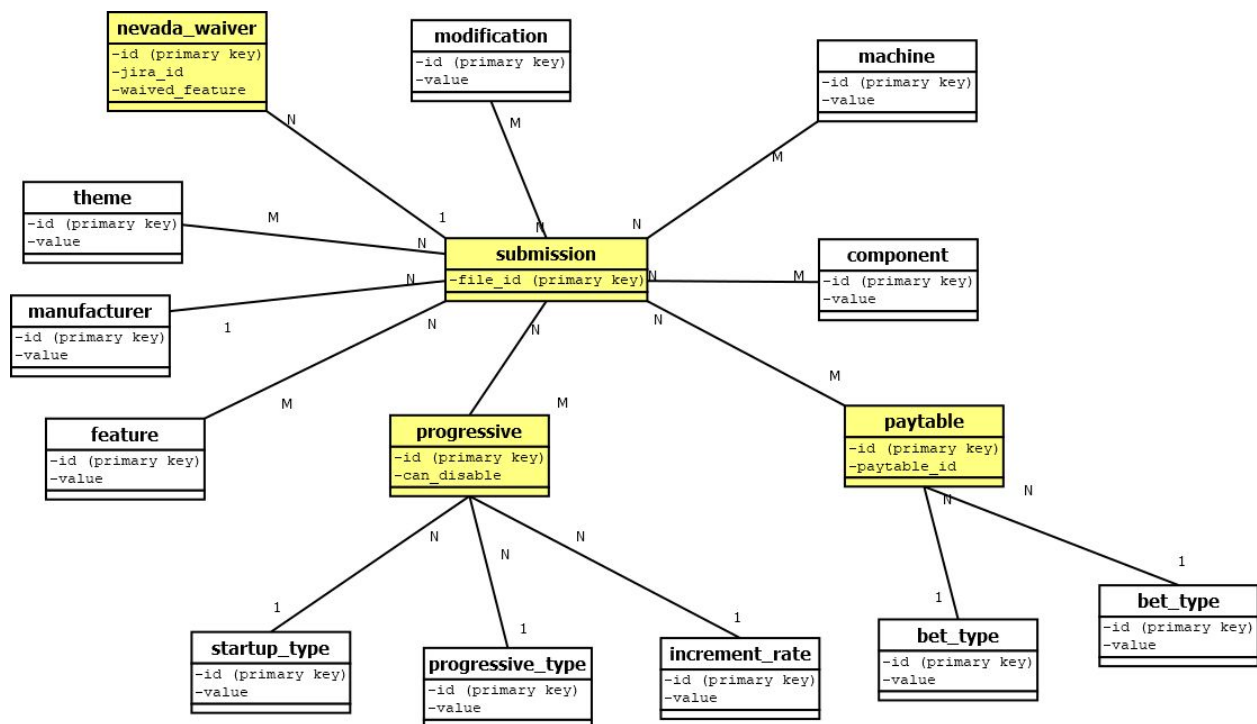 nevada_waiver
-id (primary key)
-jira_id
-waived_feature
modification
-id (primary key)
-value
machine
-id (primary key)
-value
N
M
M
theme
-id (primary key)
-value
M
1
N
N
N
submission
-file_id (primary key)
component
-id (primary key)
-value
N
N
M
manufacturer
-id (primary key)
-value
1
N
N
N
M
M
M
feature
-id (primary key)
-value
progressive
-id (primary key)
-can_disable
paytable
-id (primary key)
-paytable_id
N
N
N
N
N
1
1
1
1
1
startup_type
-id (primary key)
-value
progressive_type
-id (primary key)
-value
increment_rate
-id (primary key)
-value
bet_type
-id (primary key)
-value
bet_type
-id (primary key)
-value